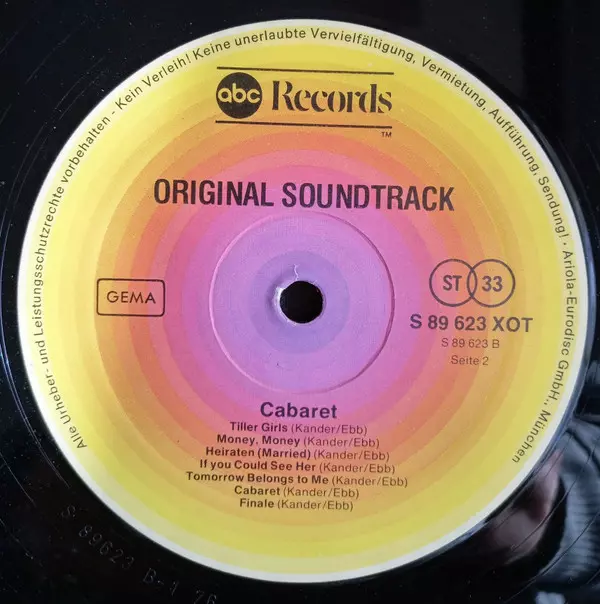 Alle Urheber- und Leistungsschutzrechte vorbehalten - Kein Verleih! Keine unerlaubte Vervielfältigung, Vermietung, Aufführung, Sendung! · Ariola-Eurodisc GmbH., München
abc Records
TM
ORIGINAL SOUNDTRACK
GEMA
ST 33
S 89 623 XOT
S 89 623 B
Seite 2
Cabaret
Tiller Girls (Kander/Ebb)
Money, Money (Kander/Ebb)
Heiraten (Married) (Kander/Ebb)
If you Could See Her (Kander/Ebb)
Tomorrow Belongs to Me (Kander/Ebb)
Cabaret (Kander/Ebb)
Finale (Kander/Ebb)
S 89623 B-1 76